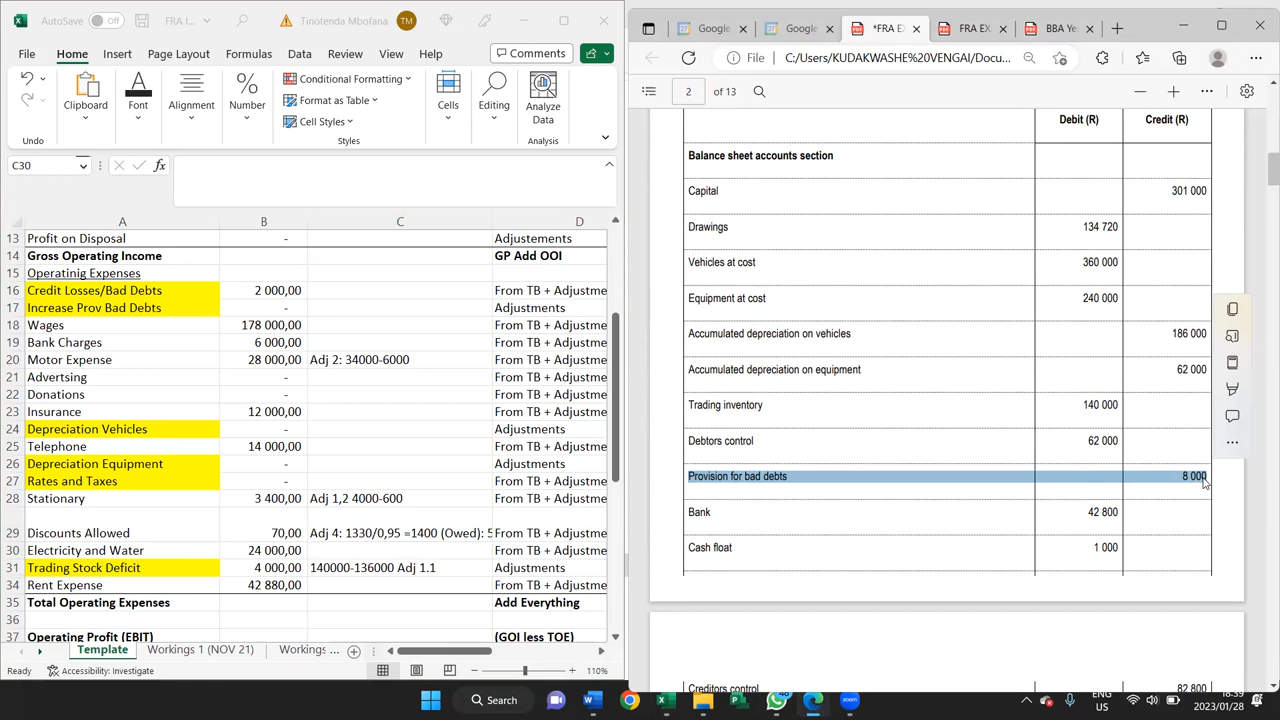 AutoSave Off FRA I... Tinotenda Mbofana TM
File Home Insert Page Layout Formulas Data Review View Help Comments
Clipboard Font Alignment Number Conditional Formatting Format as Table Cell Styles Cells Editing Analyze Data
Undo Styles Analysis
C30 fx
A B C D
13 Profit on Disposal - Adjustements
14 Gross Operating Income GP Add OOI
15 Operatinig Expenses
16 Credit Losses/Bad Debts 2 000,00 From TB + Adjustme
17 Increase Prov Bad Debts - Adjustments
18 Wages 178 000,00 From TB + Adjustme
19 Bank Charges 6 000,00 From TB + Adjustme
20 Motor Expense 28 000,00 Adj 2: 34000-6000 From TB + Adjustme
21 Advertsing - From TB + Adjustme
22 Donations - From TB + Adjustme
23 Insurance 12 000,00 From TB + Adjustme
24 Depreciation Vehicles - Adjustments
25 Telephone 14 000,00 From TB + Adjustme
26 Depreciation Equipment - Adjustments
27 Rates and Taxes - From TB + Adjustme
28 Stationary 3 400,00 Adj 1,2 4000-600 From TB + Adjustme
29 Discounts Allowed 70,00 Adj 4: 1330/0,95 =1400 (Owed): 5 From TB + Adjustme
30 Electricity and Water 24 000,00 From TB + Adjustme
31 Trading Stock Deficit 4 000,00 140000-136000 Adj 1.1 Adjustments
34 Rent Expense 42 880,00 From TB + Adjustme
35 Total Operating Expenses Add Everything
36
37 Operating Profit (EBIT) (GOI less TOE)
Template Workings 1 (NOV 21) Workings ...
Ready Accessibility: Investigate 110%
Google Google *FRA EX FRA EX BBA Ye
File C:/Users/KUDAKWASHE%20VENGAI/Docu...
2 of 13
Debit (R) Credit (R)
Balance sheet accounts section
Capital 301 000
Drawings 134 720
Vehicles at cost 360 000
Equipment at cost 240 000
Accumulated depreciation on vehicles 186 000
Accumulated depreciation on equipment 62 000
Trading inventory 140 000
Debtors control 62 000
Provision for bad debts 8 000
Bank 42 800
Cash float 1 000
Creditors control 82 800
Search 48 ENG US 18:39 2023/01/28